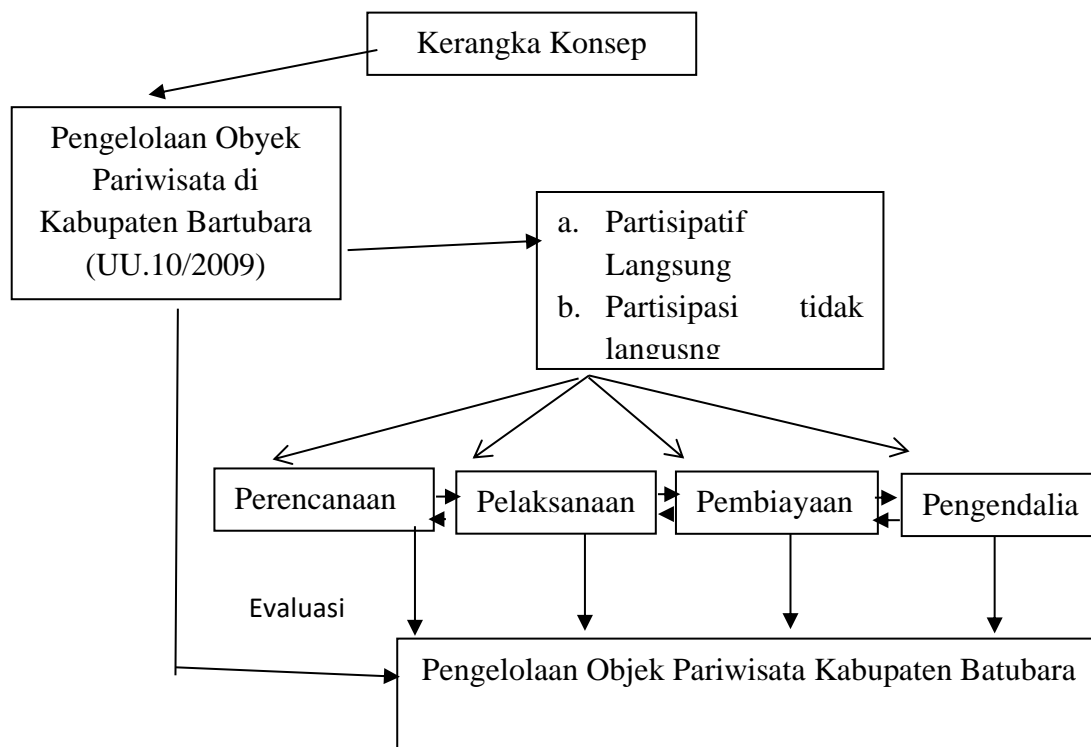 Kerangka Konsep
Pengelolaan Obyek
Pariwisata di
Kabupaten Bartubara
(UU.10/2009)
a. Partisipatif
Langsung
b. Partisipasi tidak
langusng
Perencanaan
Pelaksanaan
Pembiayaan
Pengendalia
Evaluasi
Pengelolaan Objek Pariwisata Kabupaten Batubara